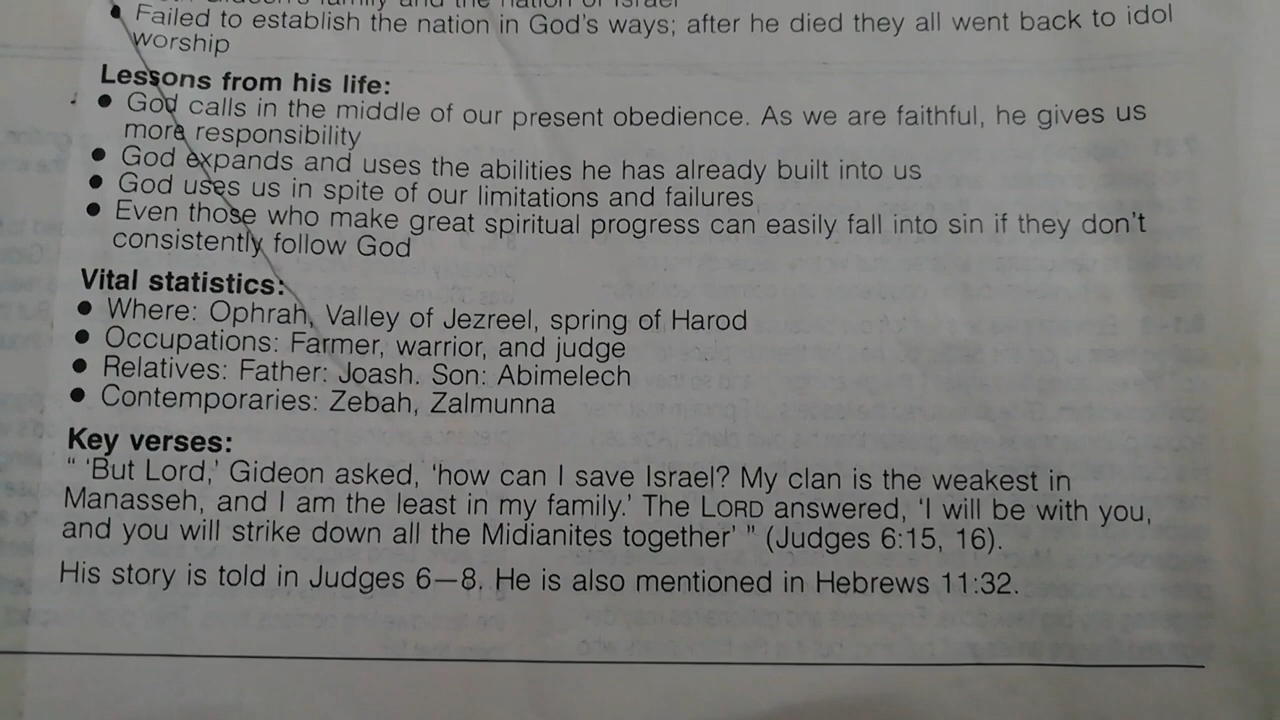 Gideon's family and the nation of Israel
● Failed to establish the nation in God's ways; after he died they all went back to idol
worship
Lessons from his life:
● God calls in the middle of our present obedience. As we are faithful, he gives us
more responsibility
● God expands and uses the abilities he has already built into us
● God uses us in spite of our limitations and failures
● Even those who make great spiritual progress can easily fall into sin if they don't
consistently follow God
Vital statistics:
● Where: Ophrah, Valley of Jezreel, spring of Harod
● Occupations: Farmer, warrior, and judge
● Relatives: Father: Joash. Son: Abimelech
● Contemporaries: Zebah, Zalmunna
Key verses:
" 'But Lord,' Gideon asked, 'how can I save Israel? My clan is the weakest in
Manasseh, and I am the least in my family.' The LORD answered, 'I will be with you,
and you will strike down all the Midianites together' " (Judges 6:15, 16).
His story is told in Judges 6—8. He is also mentioned in Hebrews 11:32.